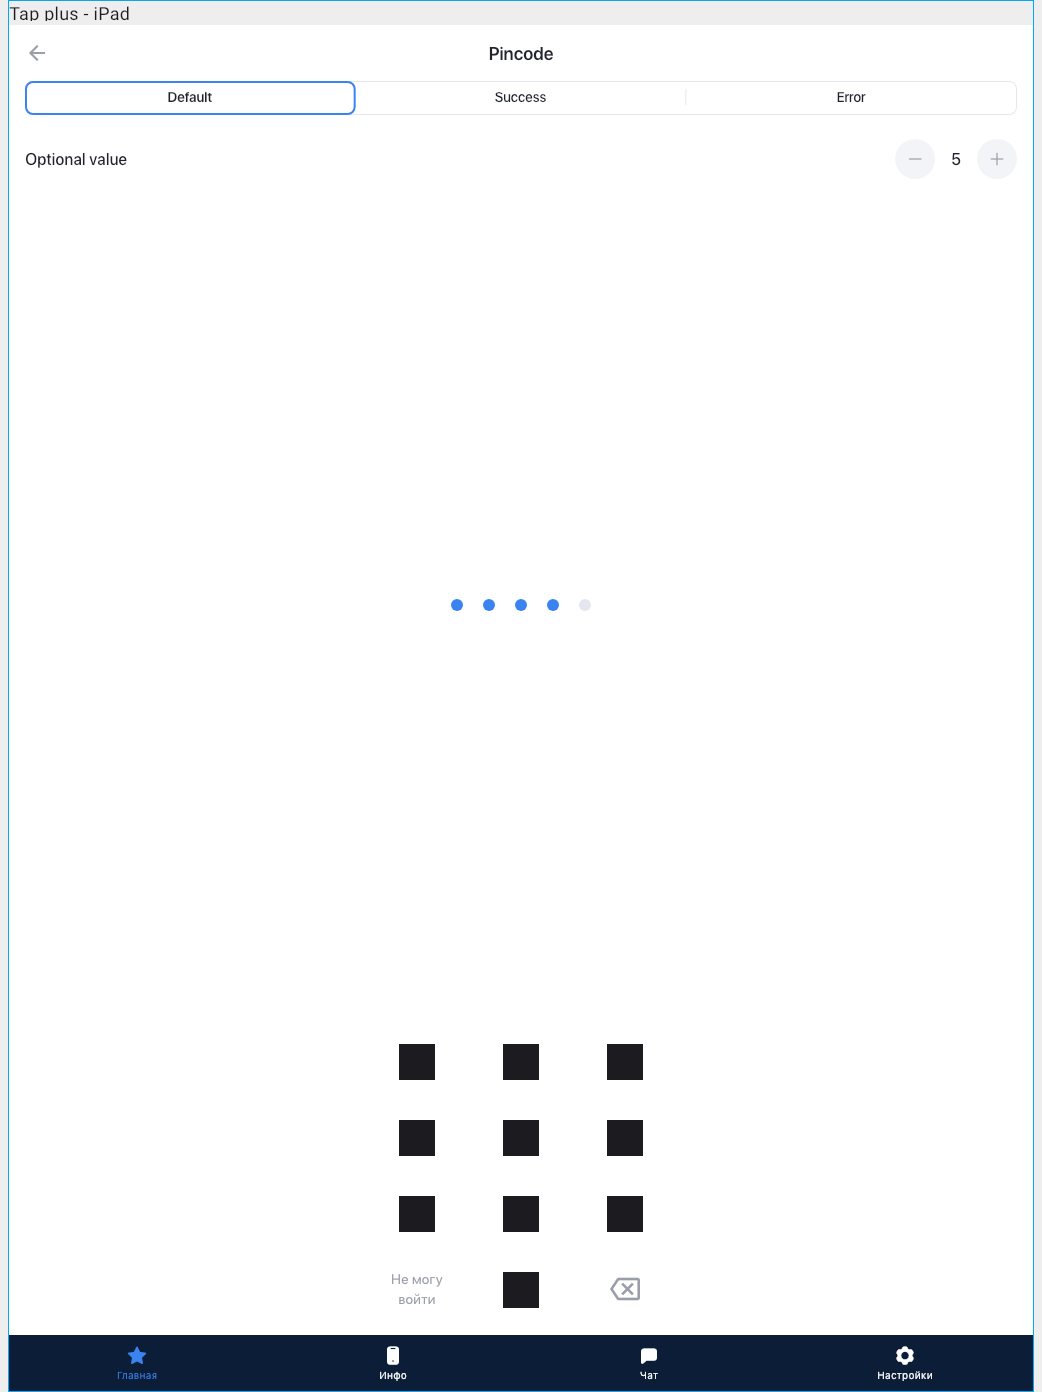 Tap plus - iPad
Pincode
Default
Success
Error
Optional value
5
Не могу
войти
Главная
Инфо
Чат
Настройки